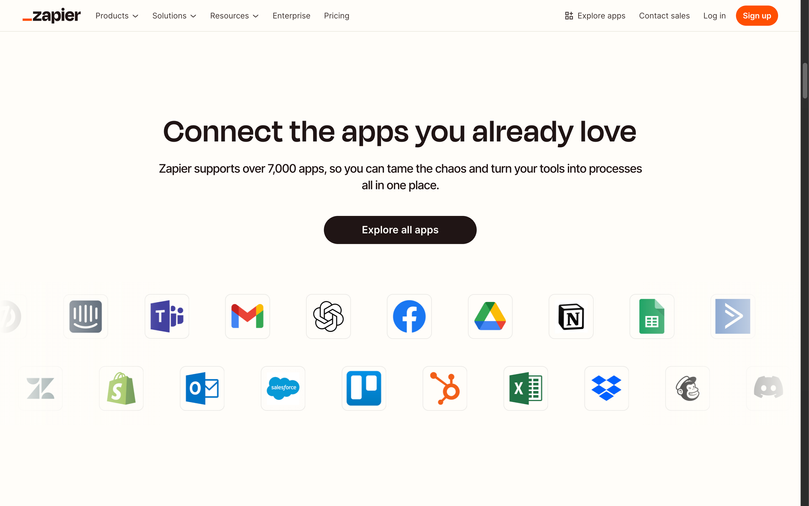 zapier Products Solutions Resources Enterprise Pricing Explore apps Contact sales Log in Sign up
Connect the apps you already love
Zapier supports over 7,000 apps, so you can tame the chaos and turn your tools into processes
all in one place.
Explore all apps
T N
O salesforce X